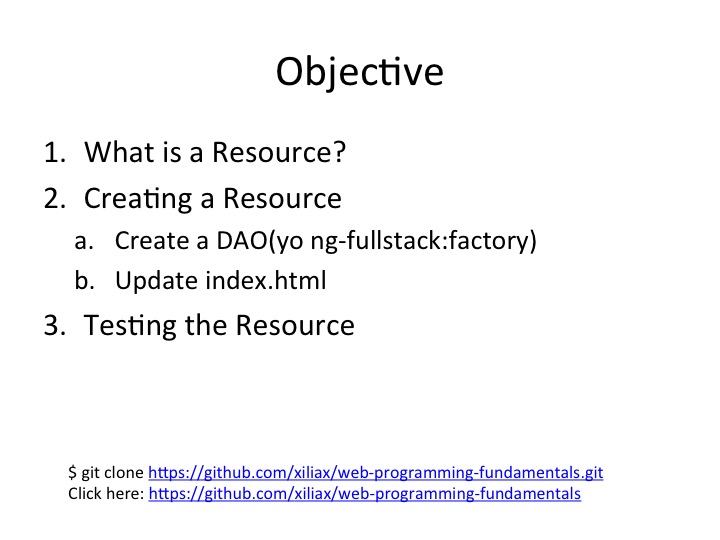 Objective
1. What is a Resource?
2. Creating a Resource
a. Create a DAO(yo ng-fullstack:factory)
b. Update index.html
3. Testing the Resource
$ git clone https://github.com/xiliax/web-programming-fundamentals.git
Click here: https://github.com/xiliax/web-programming-fundamentals